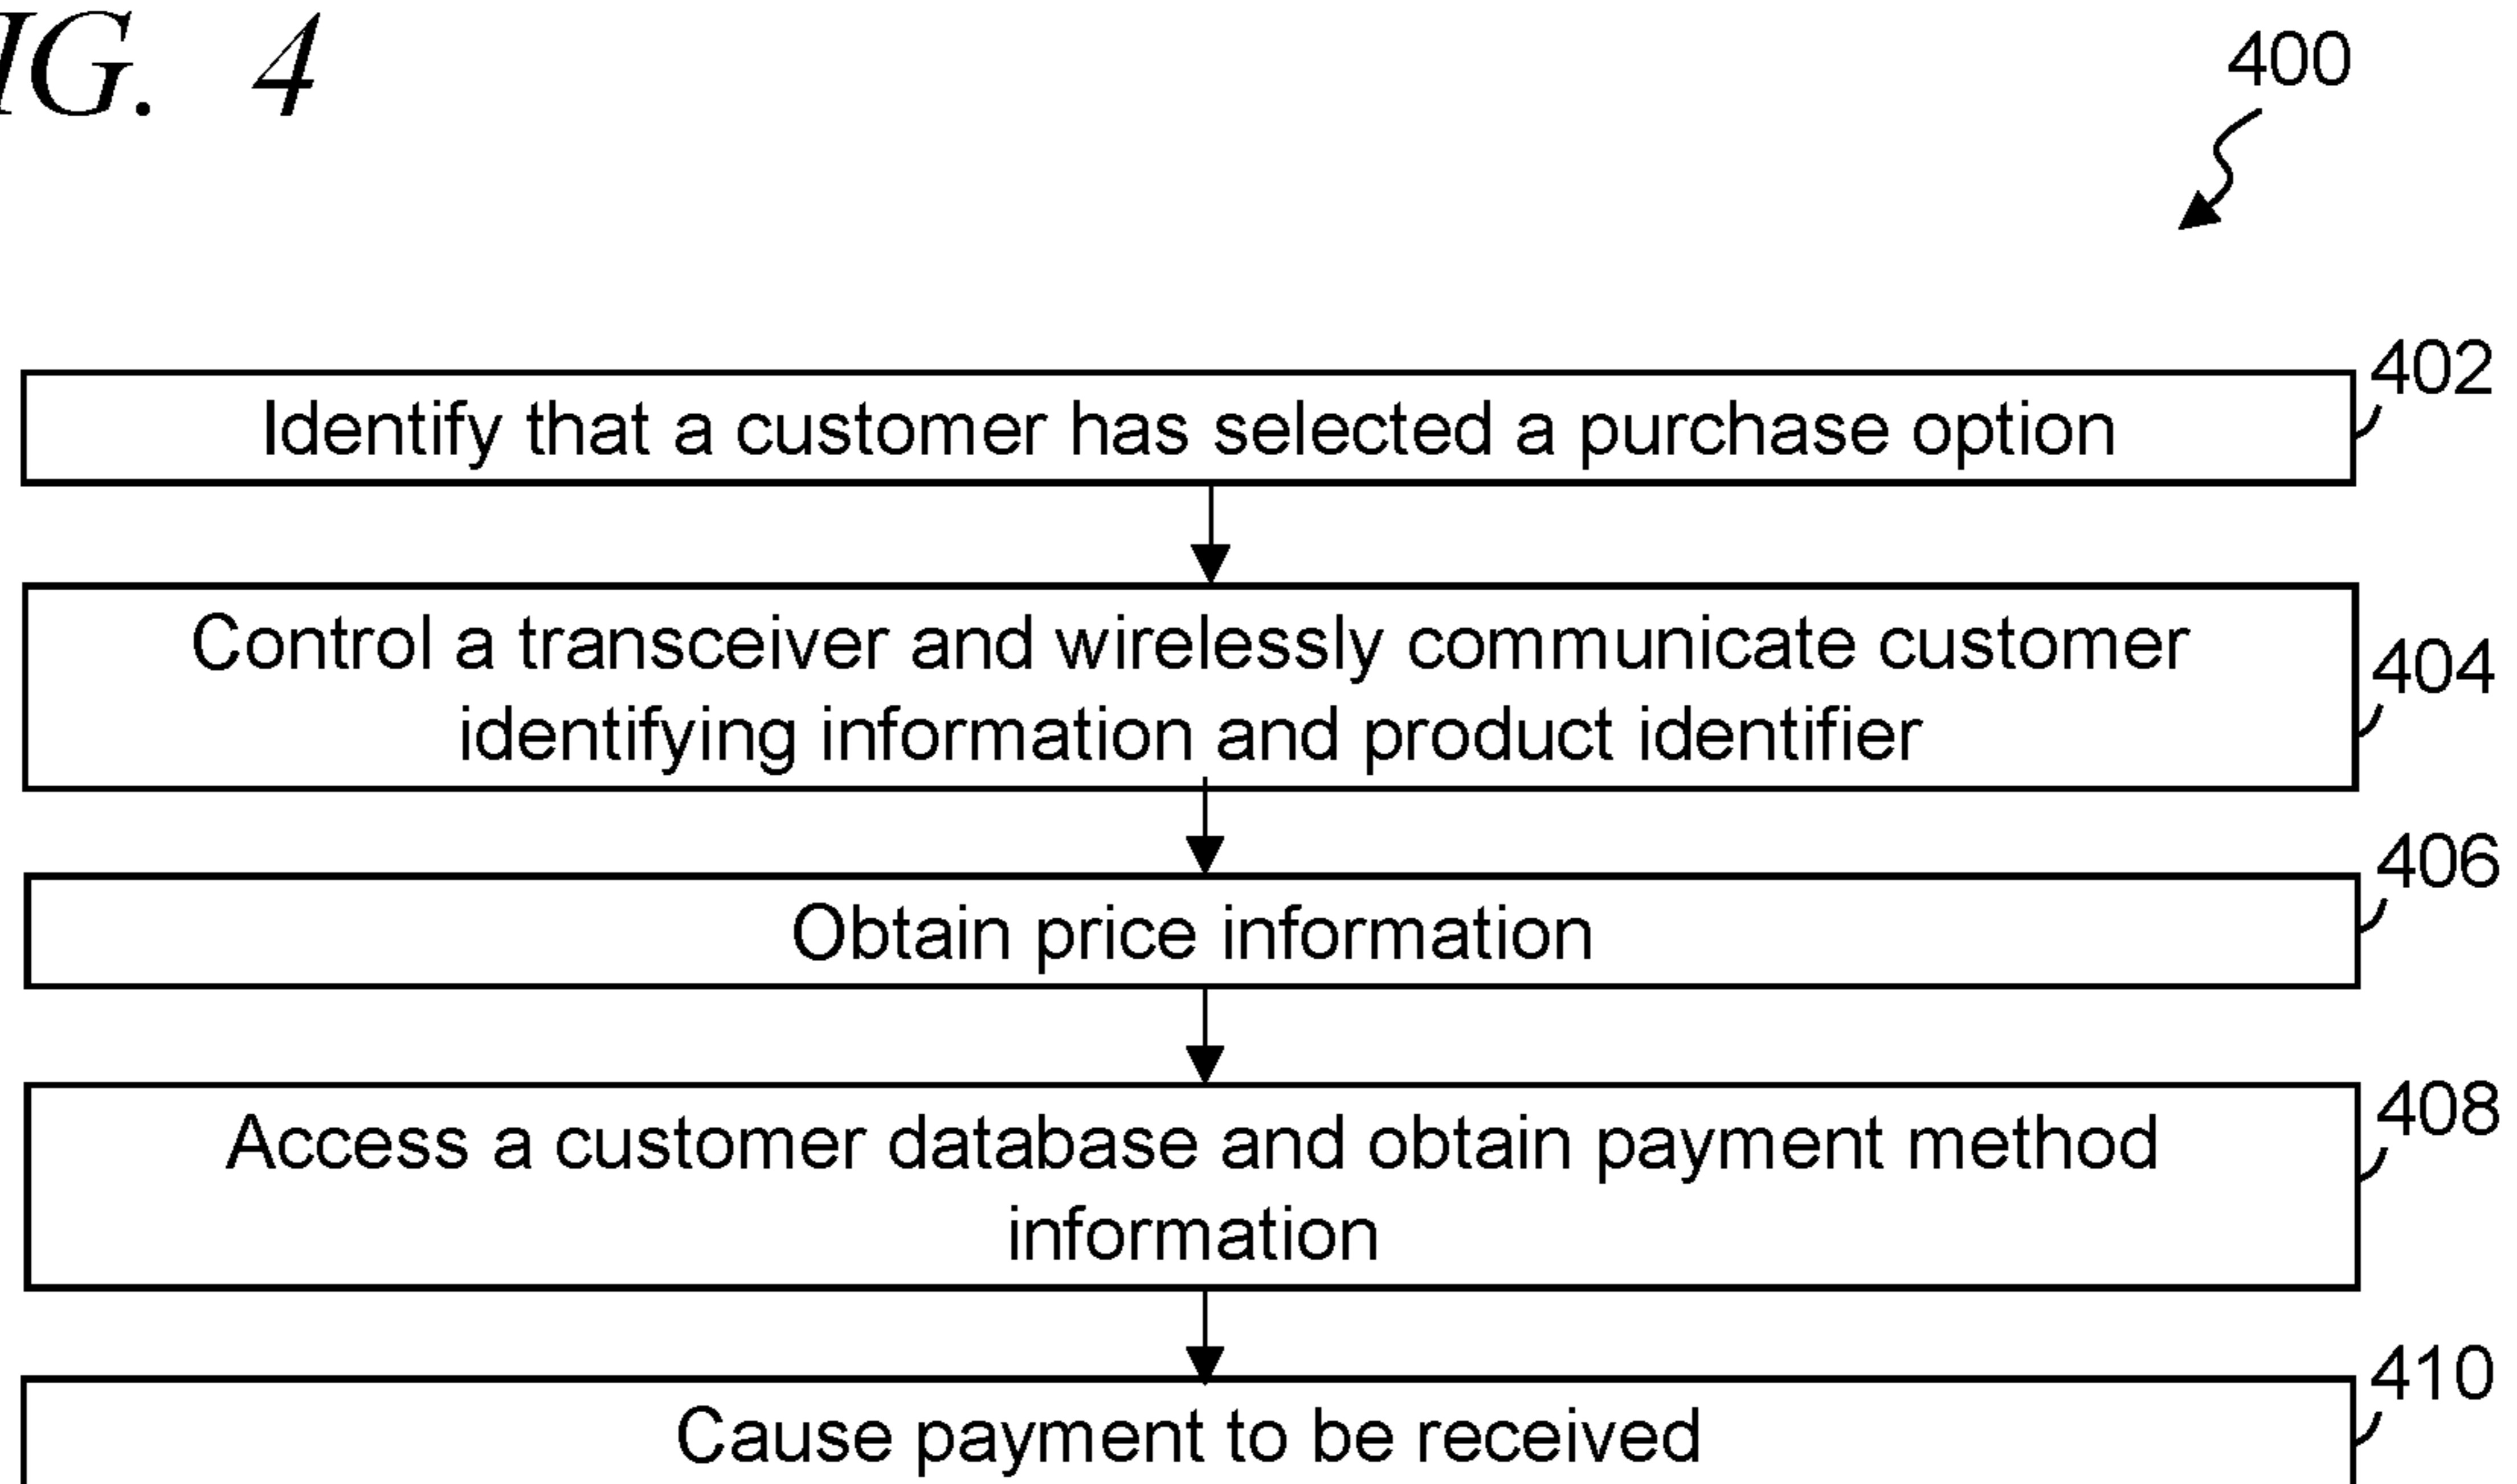 IG. 4
400
402
Identify that a customer has selected a purchase option
Control a transceiver and wirelessly communicate customer
identifying information and product identifier
404
406
Obtain price information
408
Access a customer database and obtain payment method
information
410
Cause payment to be received